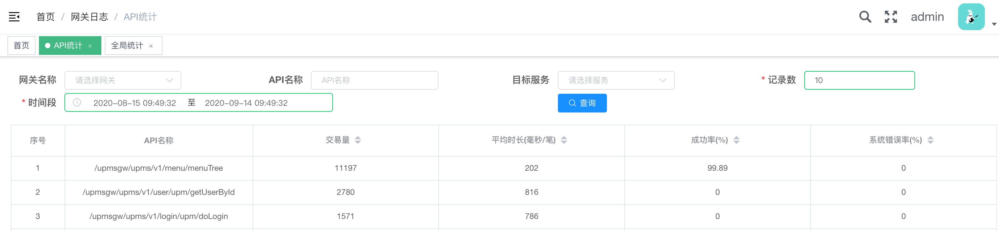 首页 / 网关日志 / API统计 admin
首页 API统计 × 全局统计 ×
网关名称 请选择网关 API名称 API名称 目标服务 请选择服务 * 记录数 10
* 时间段 2020-08-15 09:49:32 至 2020-09-14 09:49:32 查询
序号 API名称 交易量 平均时长(毫秒/笔) 成功率(%) 系统错误率(%)
1 /upmsgw/upms/v1/menu/menuTree 11197 202 99.89 0
2 /upmsgw/upms/v1/user/upm/getUserById 2780 816 0 0
3 /upmsgw/upms/v1/login/upm/doLogin 1571 786 0 0